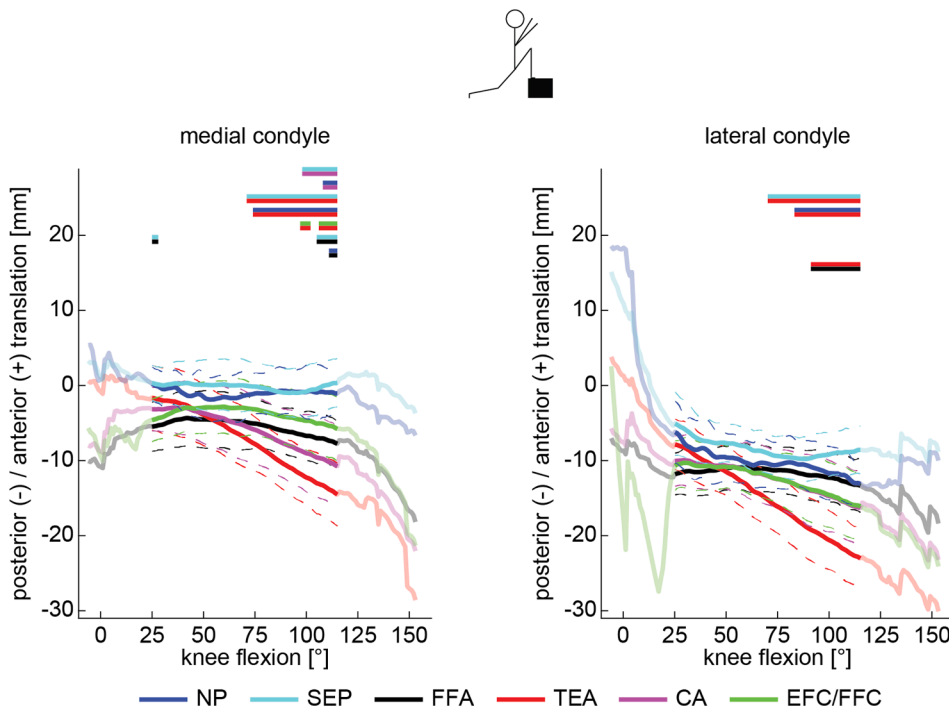 medial condyle
lateral condyle
posterior (-) / anterior (+) translation [mm]
20
10
0
-10
-20
-30
0 25 50 75 100 125 150
knee flexion [°]
posterior (-) / anterior (+) translation [mm]
20
10
0
-10
-20
-30
0 25 50 75 100 125 150
knee flexion [°]
NP SEP FFA TEA CA EFC/FFC